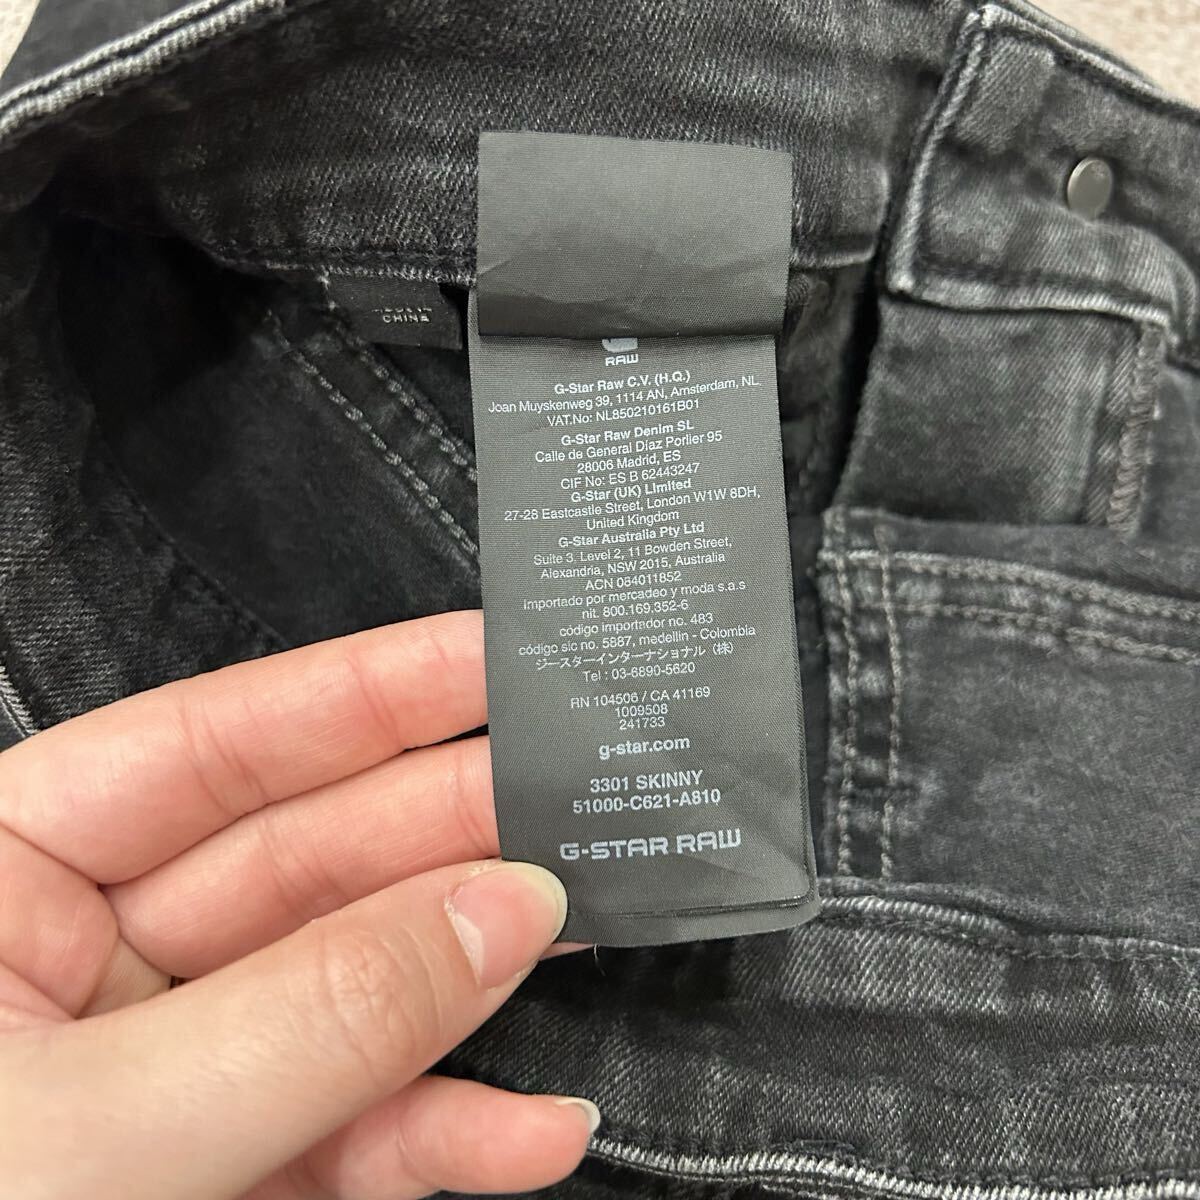 CHINA
RAW
G-Star Raw C.V. (H.Q.)
Joan Muyskenweg 39, 1114 AN, Amsterdam, NL.
VAT.No: NL850210161B01
G-Star Raw Denim SL
Calle de General Díaz Porlier 95
28006 Madrid, ES
CIF No: ES B 62443247
G-Star (UK) Limited
27-28 Eastcastle Street, London W1W 8DH,
United Kingdom
G-Star Australia Pty Ltd
Suite 3. Level 2, 11 Bowden Street,
Alexandria, NSW 2015, Australia
ACN 084011852
importado por mercadeo y moda s.a.s
nit. 800.169.352-6
código importador no. 483
código sic no. 5887, medellin - Colombia
ジースターインターナショナル (株)
Tel : 03-6890-5620
RN 104506 / CA 41169
1009508
241733
g-star.com
3301 SKINNY
51000-C621-A810
G-STAR RAW